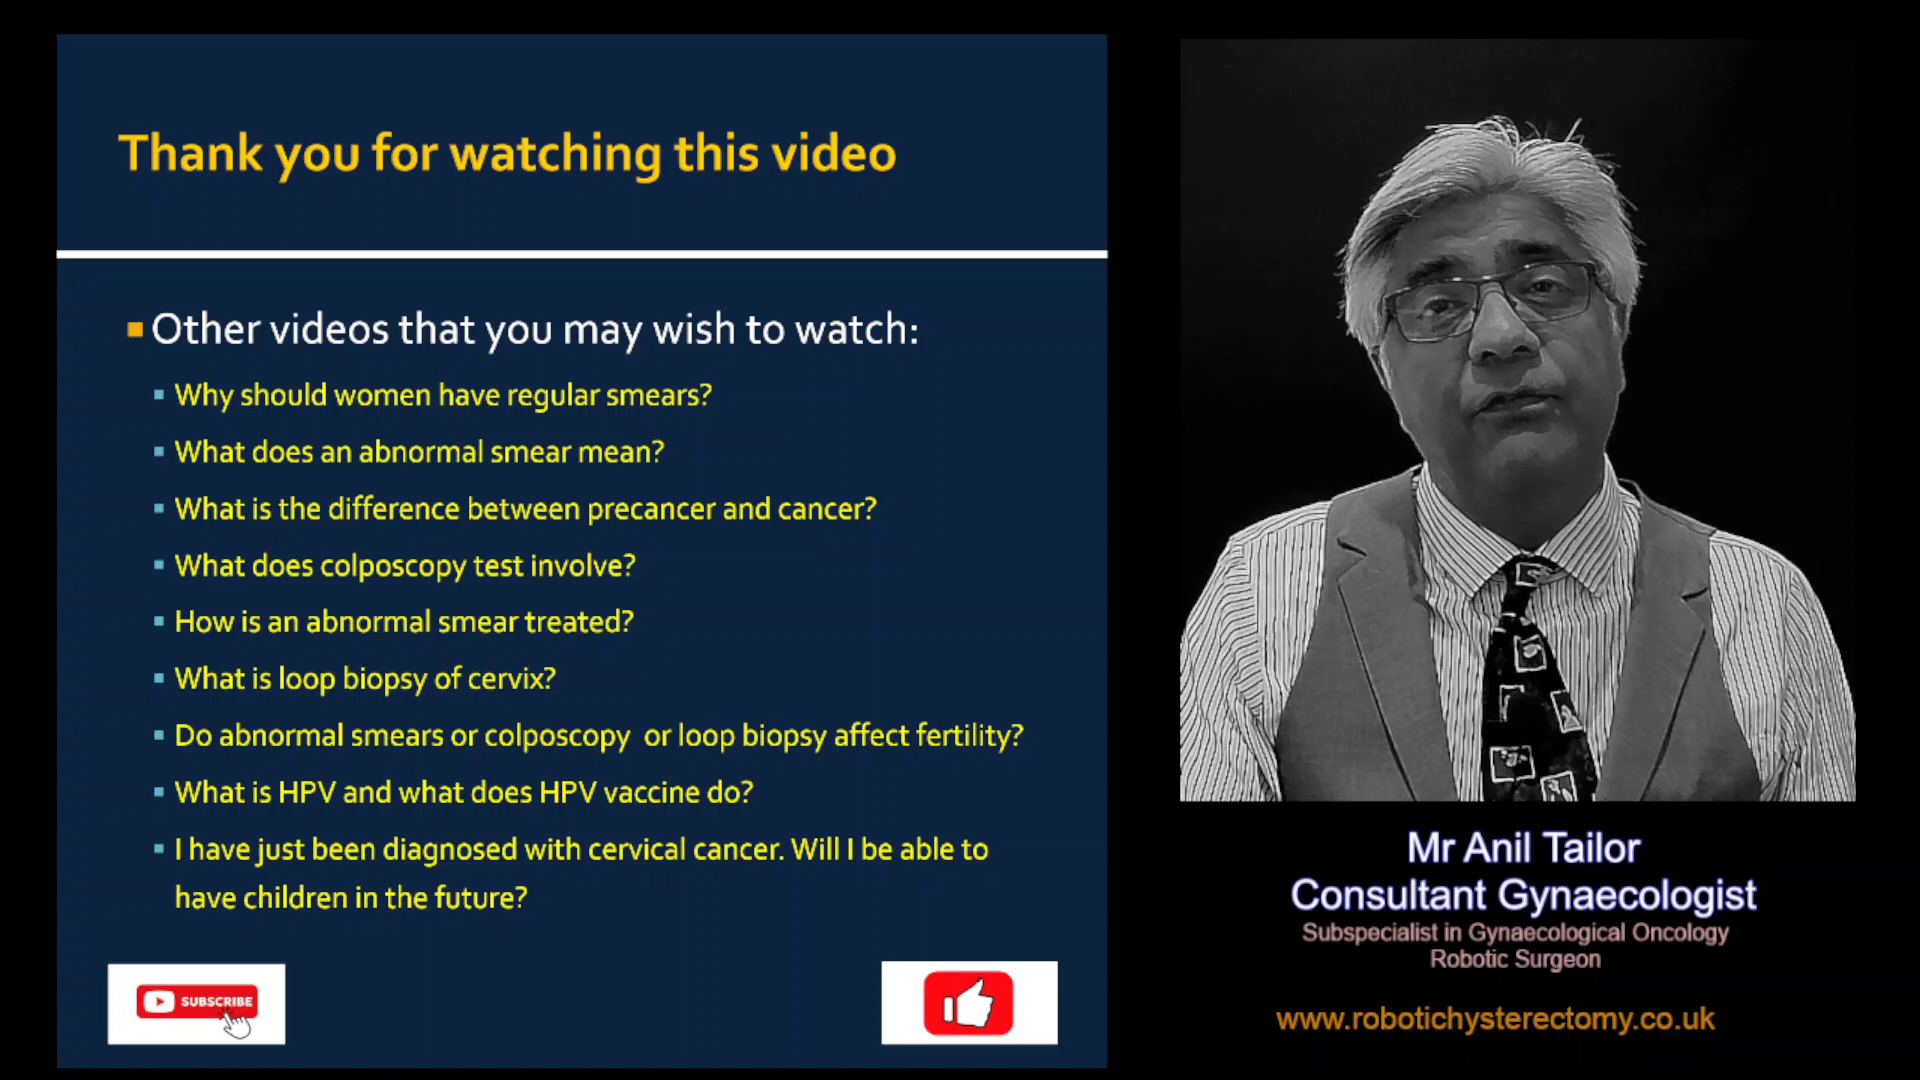 Thank you for watching this video
Other videos that you may wish to watch:
Why should women have regular smears?
What does an abnormal smear mean?
What is the difference between precancer and cancer?
What does colposcopy test involve?
How is an abnormal smear treated?
What is loop biopsy of cervix?
Do abnormal smears or colposcopy or loop biopsy affect fertility?
What is HPV and what does HPV vaccine do?
I have just been diagnosed with cervical cancer. Will I be able to
have children in the future?
SUBSCRIBE
Mr Anil Tailor
Consultant Gynaecologist
Subspecialist in Gynaecological Oncology
Robotic Surgeon
www.robotichysterectomy.co.uk